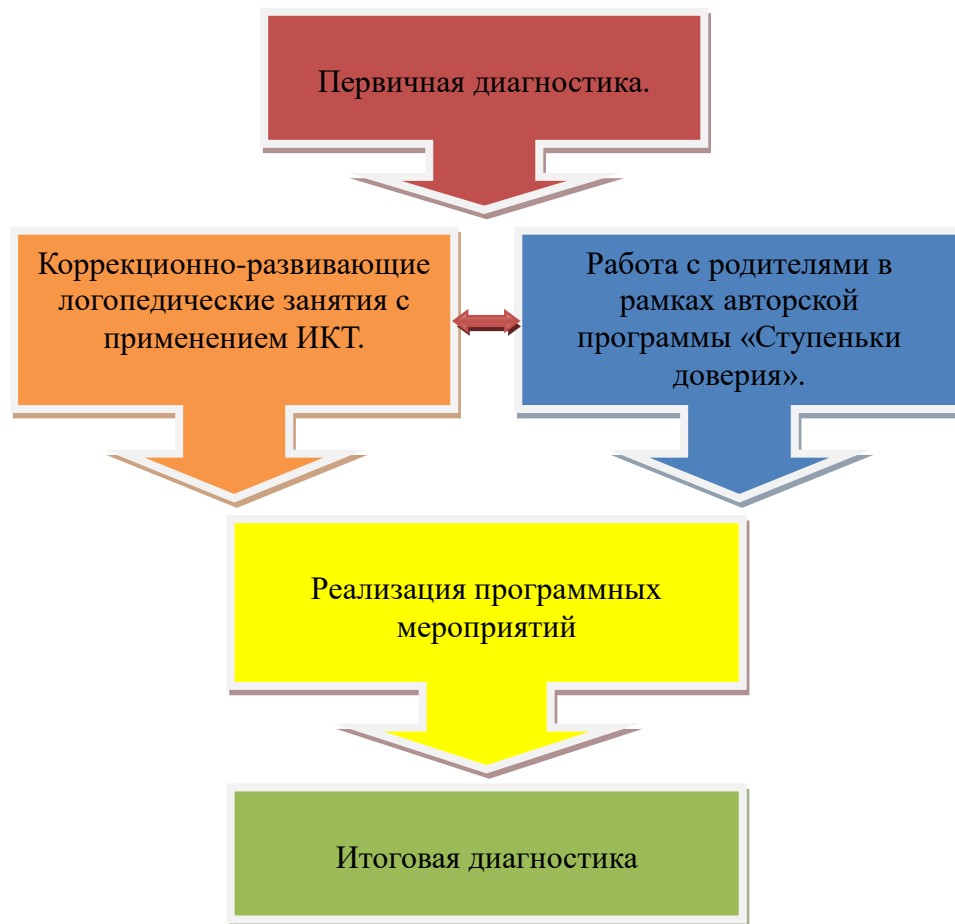 Первичная диагностика.
Коррекционно-развивающие
логопедические занятия с
применением ИКТ.
Работа с родителями в
рамках авторской
программы «Ступеньки
доверия».
Реализация программных
мероприятий
Итоговая диагностика